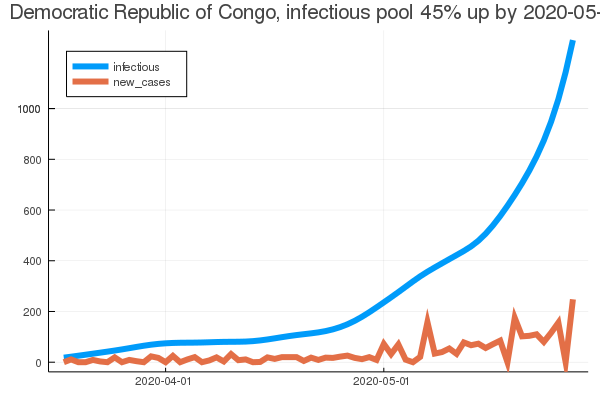 Democratic Republic of Congo, infectious pool 45% up by 2020-05-
infectious
new_cases
1000
800
600
400
200
0
2020-04-01
2020-05-01